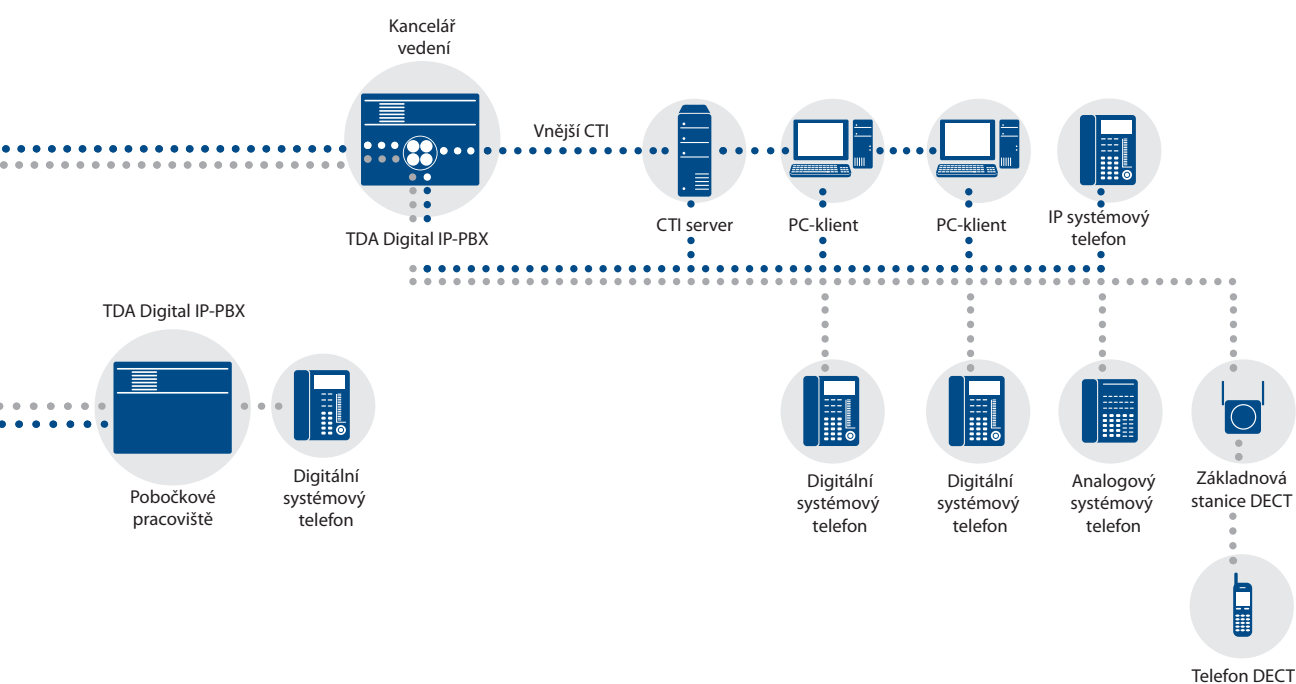 Kancelář
vedení
Vnější CTI
TDA Digital IP-PBX
CTI server
PC-klient
PC-klient
IP systémový
telefon
TDA Digital IP-PBX
Pobočkové
pracoviště
Digitální
systémový
telefon
Digitální
systémový
telefon
Digitální
systémový
telefon
Analogový
systémový
telefon
Základnová
stanice DECT
Telefon DECT